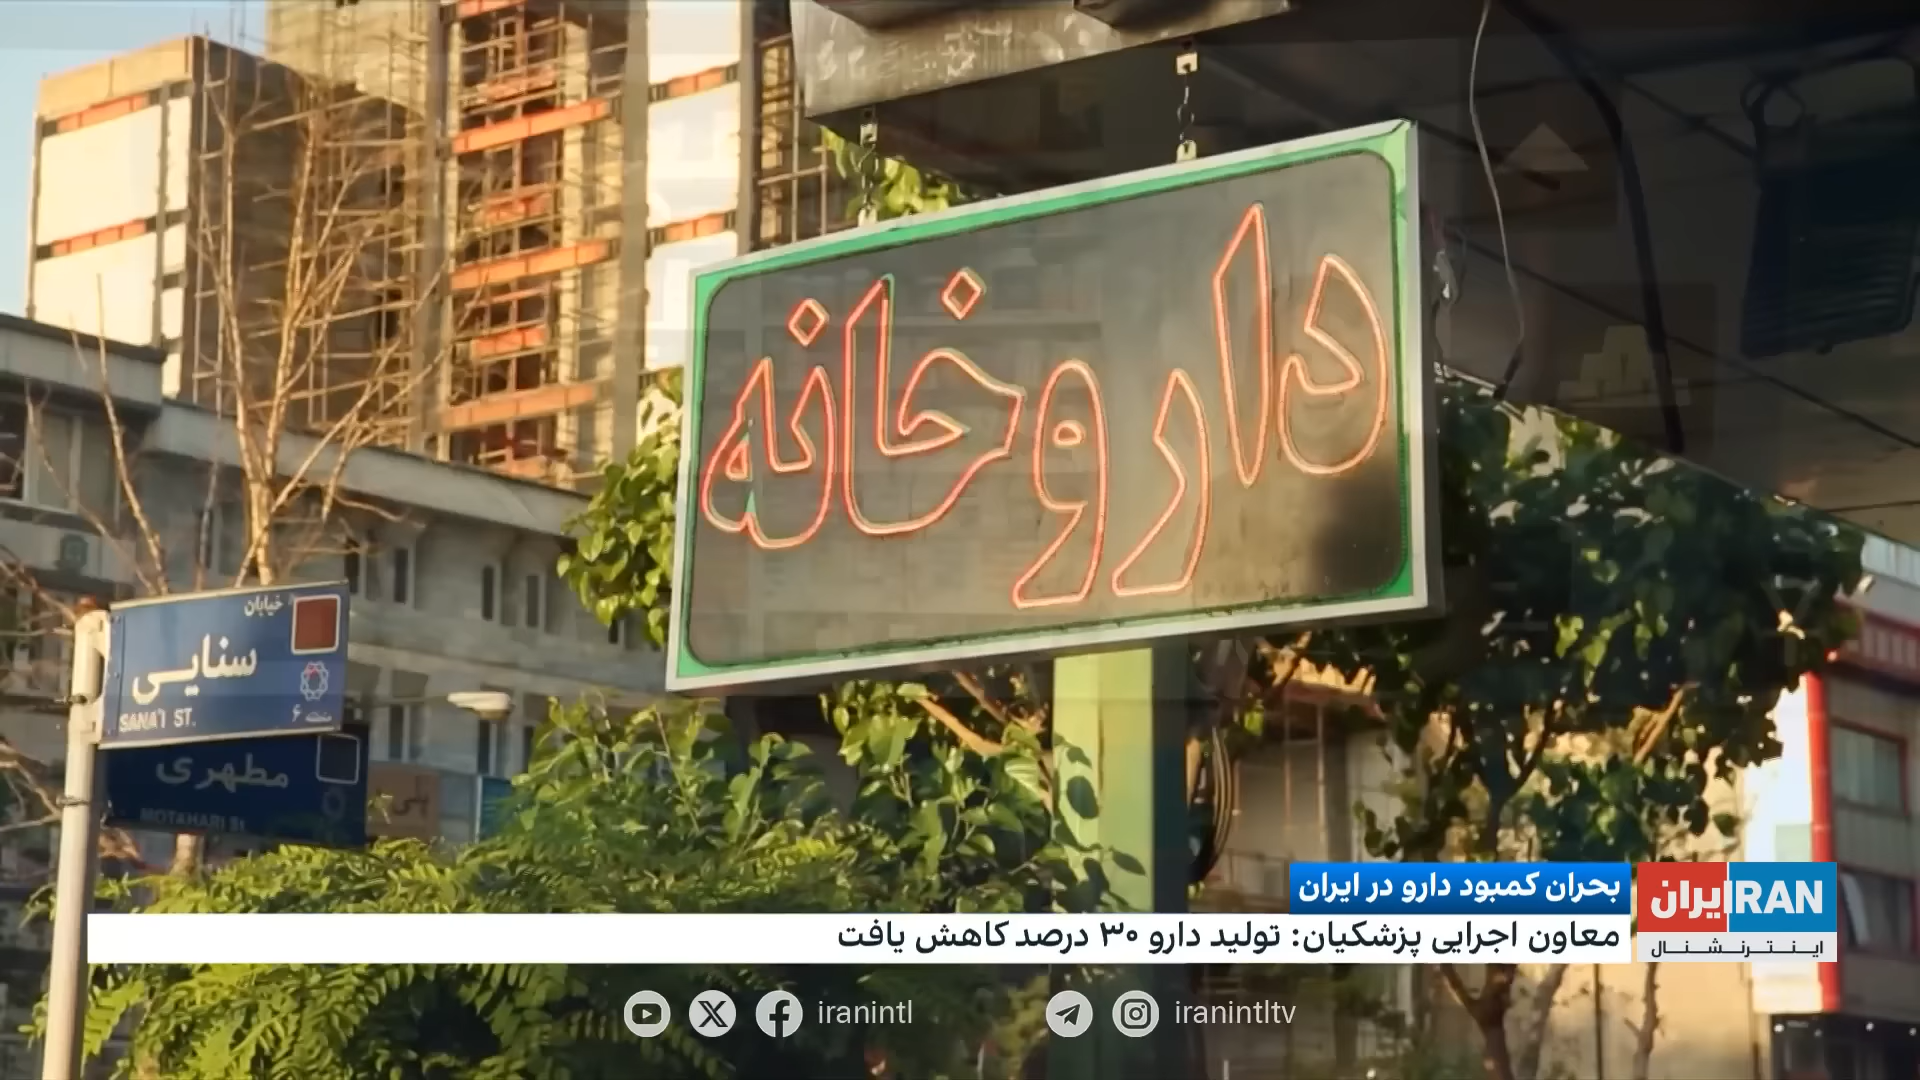 داروخانه
خیابان
سنایی
SANA'I ST.
منطقه ۶
مطهری
MOTAHARI St.
بحران کمبود دارو در ایران
معاون اجرایی پزشکیان: تولید دارو ۳۰ درصد کاهش یافت
ایران IRAN
اینترنشنال
iranintl
iranintltv